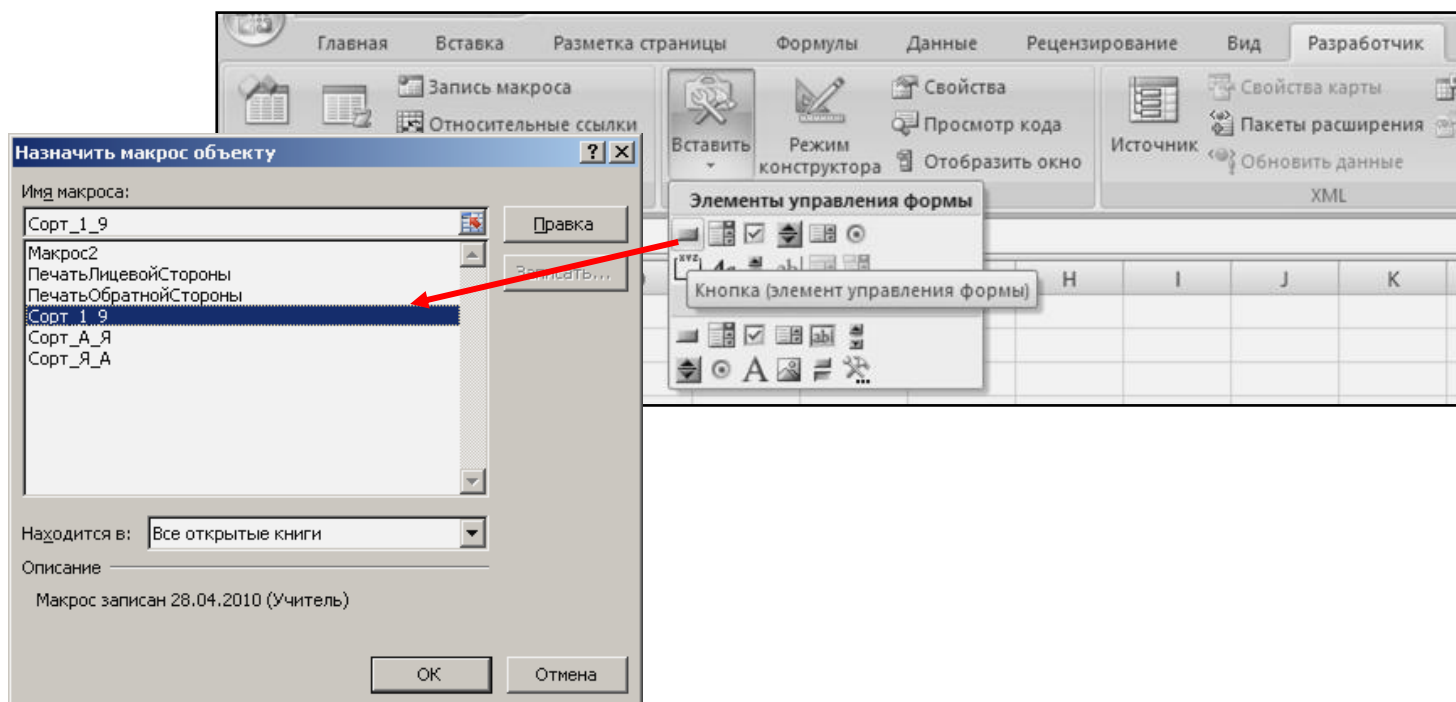 Главная Вставка Разметка страницы Формулы Данные Рецензирование Вид Разработчик
Запись макроса
Относительные ссылки
Вставить
Режим конструктора
Свойства
Просмотр кода
Отобразить окно
Источник
Свойства карты
Пакеты расширения
Обновить данные
XML
Элементы управления формы
Aa
ab|
Кнопка (элемент управления формы)
ab|
A
H I J K
Назначить макрос объекту
Имя макроса:
Сорт_1_9
Правка
Макрос2
ПечатьЛицевойСтороны
Записать...
ПечатьОбратнойСтороны
Сорт_1_9
Сорт_А_Я
Сорт_Я_А
Находится в: Все открытые книги
Описание
Макрос записан 28.04.2010 (Учитель)
ОК Отмена